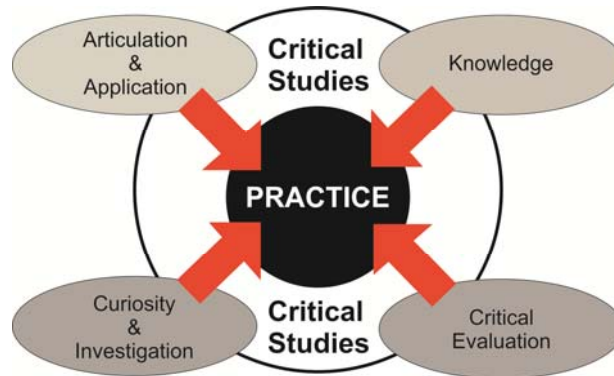 Articulation
&
Application
Critical
Studies
Knowledge
PRACTICE
Curiosity
&
Investigation
Critical
Studies
Critical
Evaluation